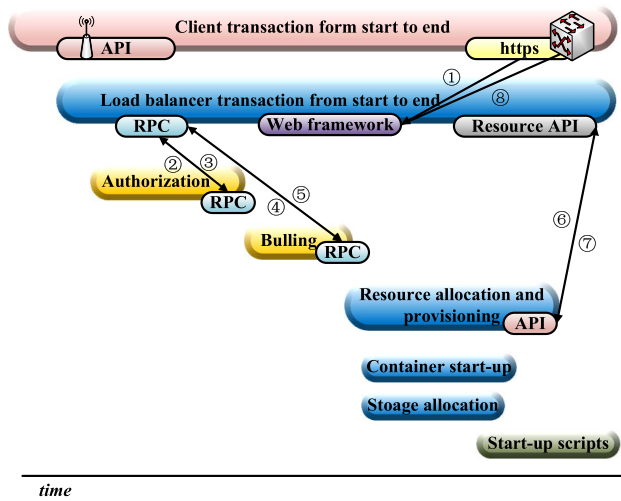 Client transaction form start to end
API
https
①
⑧
Load balancer transaction from start to end
RPC
Web framework
Resource API
②
③
Authorization
RPC
⑤
④
Bulling
RPC
⑥
⑦
Resource allocation and
provisioning
API
Container start-up
Stoage allocation
Start-up scripts
time